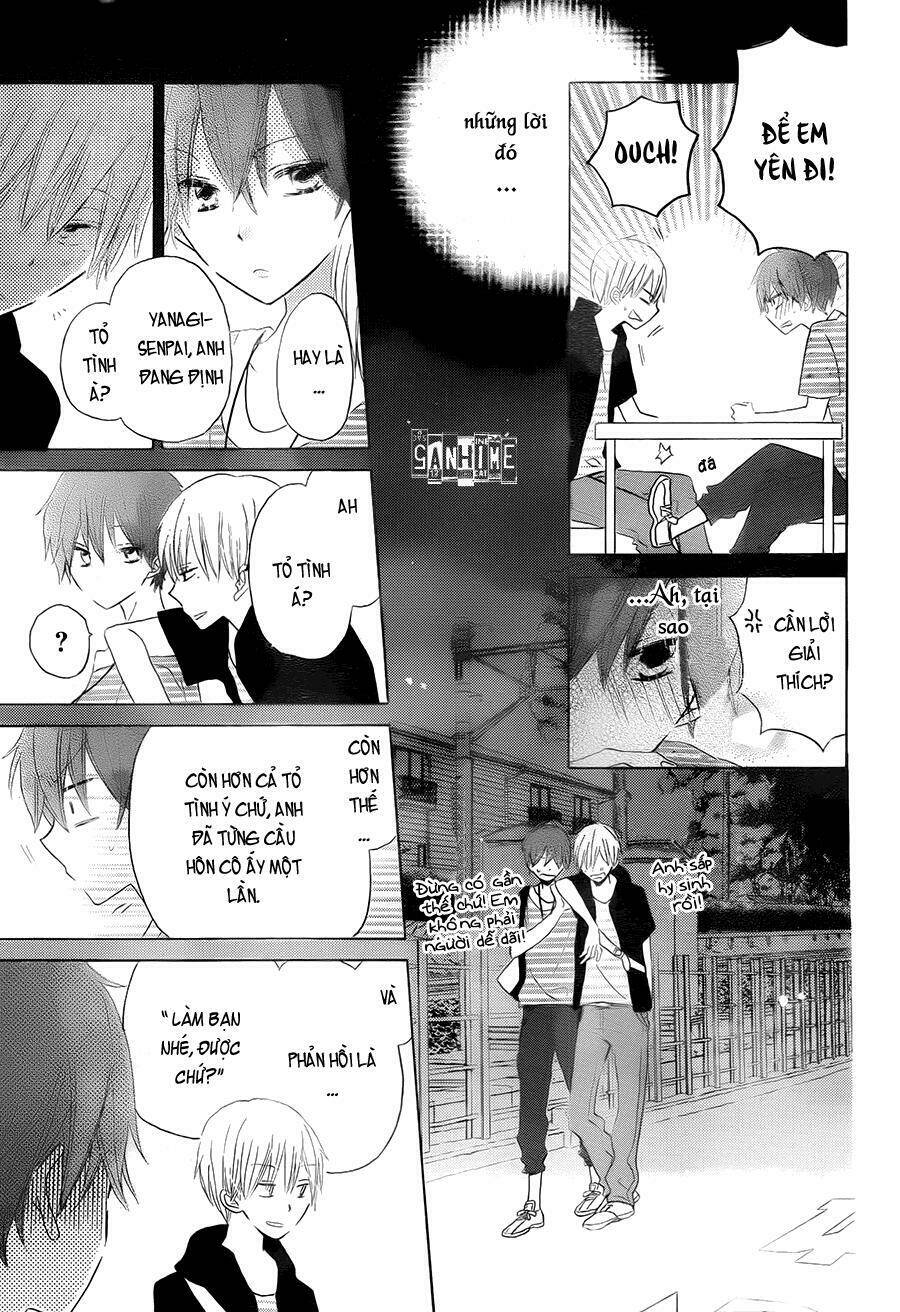 ĐỂ EM
YÊN ĐI!
OUCH!
đá
những lời
đó
...
CẦN LỜI
GIẢI
THÍCH?
...Ah, tại
sao
Anh sắp
hy sinh
rồi!
Đừng có gần
thế chứ! Em
không phải
người dễ dãi!
SANHIME
HAY LÀ
...
YANAGI-
SENPAI, ANH
ĐANG ĐỊNH
TỎ
TÌNH
À?
AH
TỎ TÌNH
Á?
?
CÒN
HƠN
THẾ
...
CÒN HƠN CẢ TỎ
TÌNH Ý CHỨ, ANH
ĐÃ TỪNG CẦU
HÔN CÔ ẤY MỘT
LẦN.
VÀ
PHẢN HỒI LÀ
...
"LÀM BẠN
NHÉ, ĐƯỢC
CHỨ?"